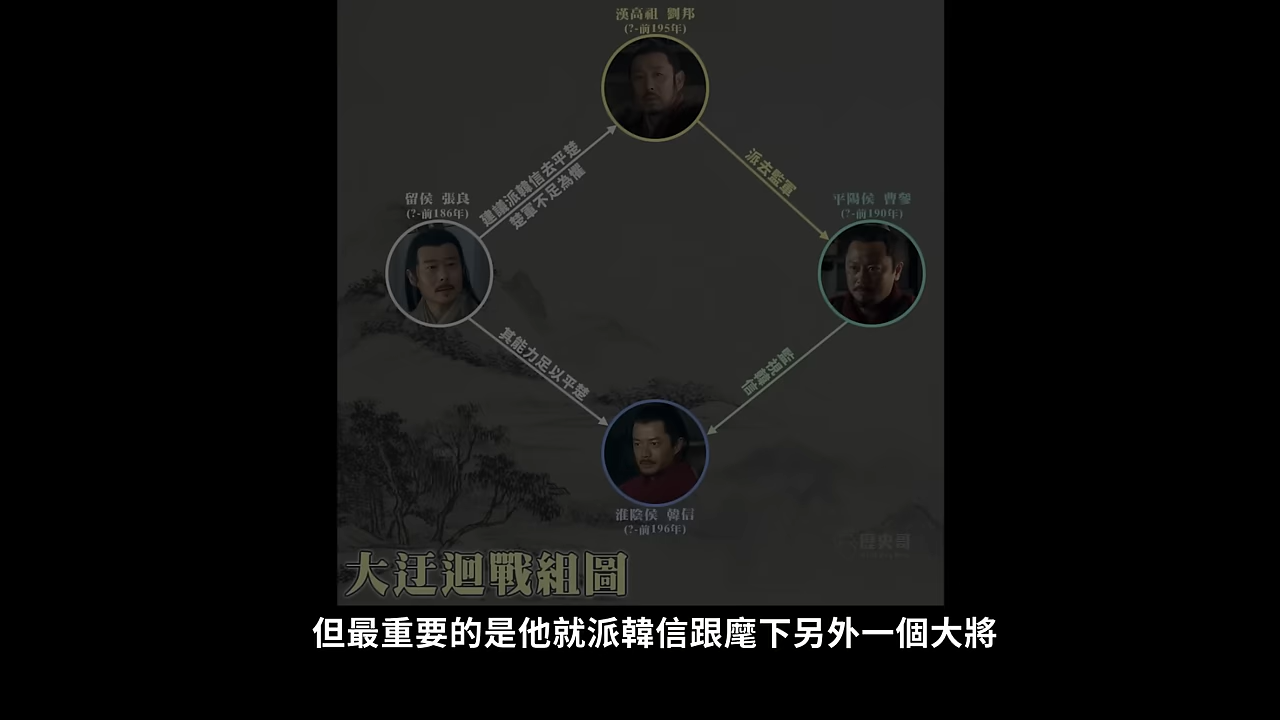 漢高祖 劉邦
(?-前195年)
建議派韓信去平楚
楚軍不足為懼
派去監軍
留侯 張良
(?-前186年)
平陽侯 曹參
(?-前190年)
其能力足以平楚
監視韓信
淮陰侯 韓信
(?-前196年)
歷史哥
大迂迴戰組圖
但最重要的是他就派韓信跟麾下另外一個大將